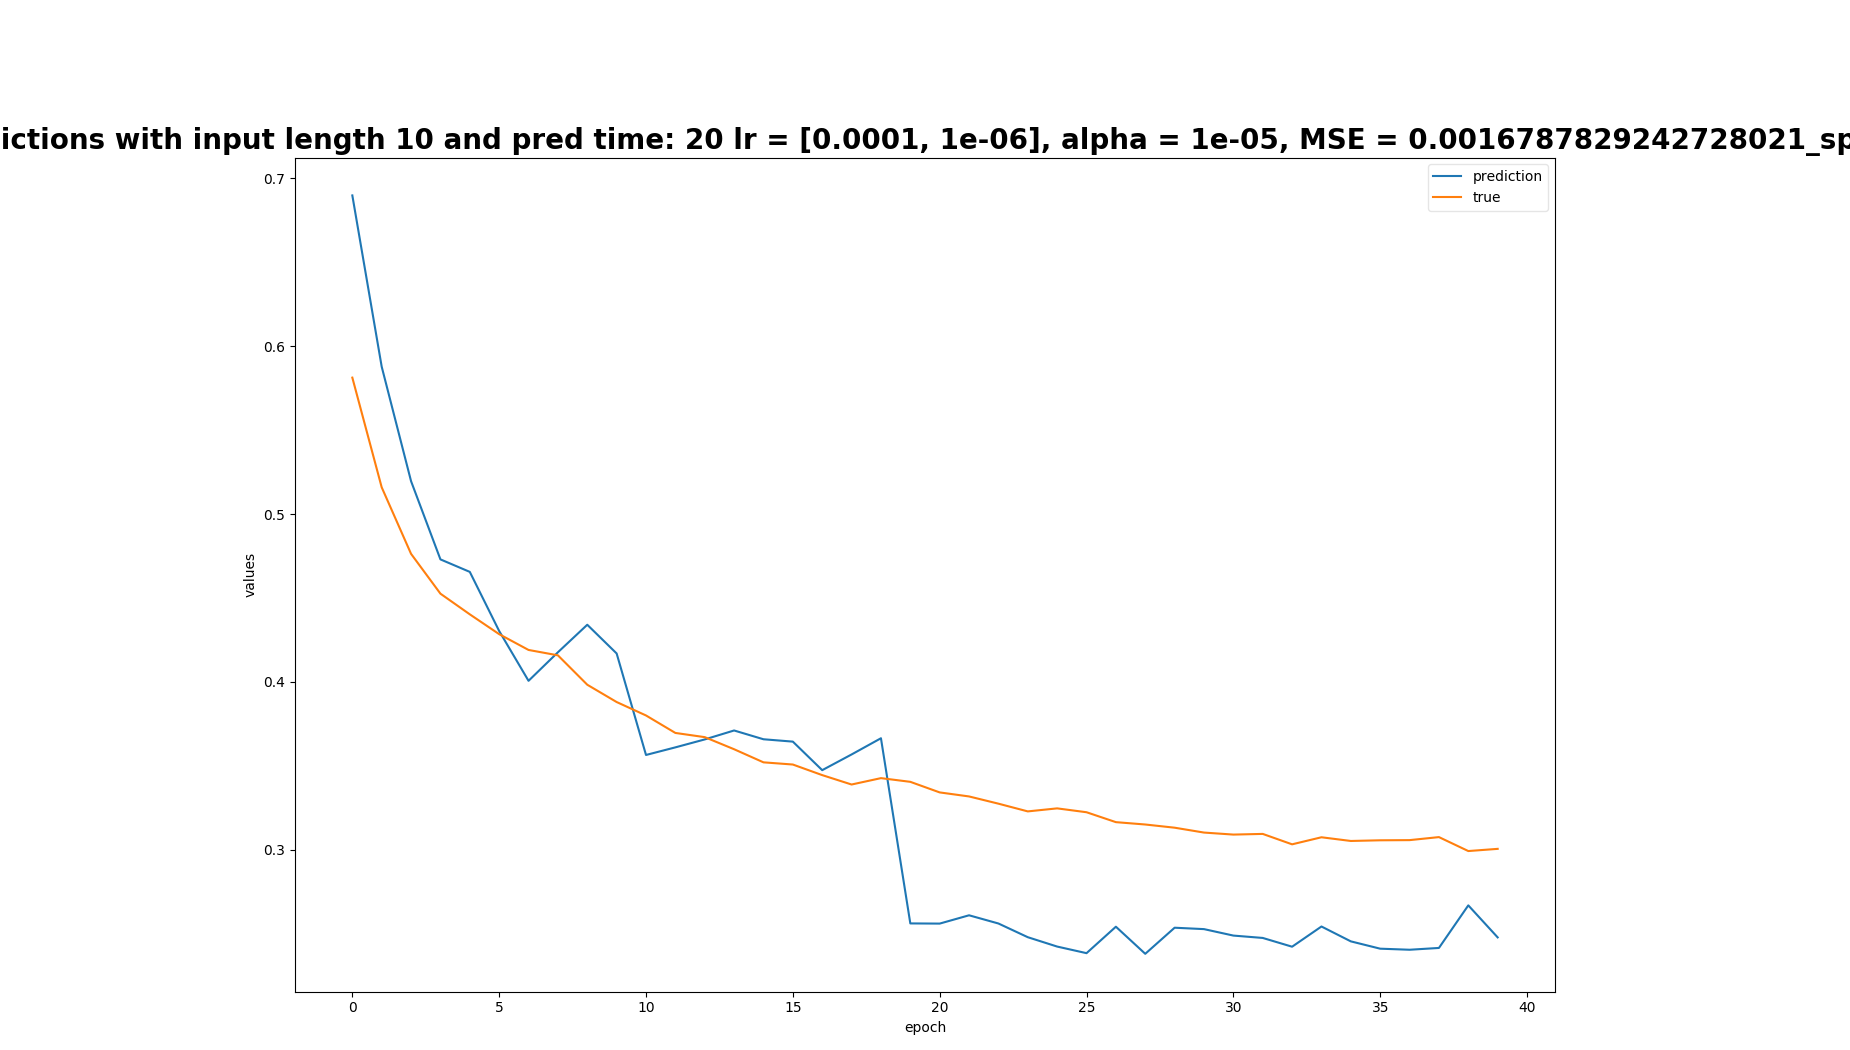 ictions with input length 10 and pred time: 20 lr = [0.0001, 1e-06], alpha = 1e-05, MSE = 0.0016787829242728021_sp
prediction
true
0.7
0.6
0.5
0.4
0.3
values
0 5 10 15 20 25 30 35 40
epoch